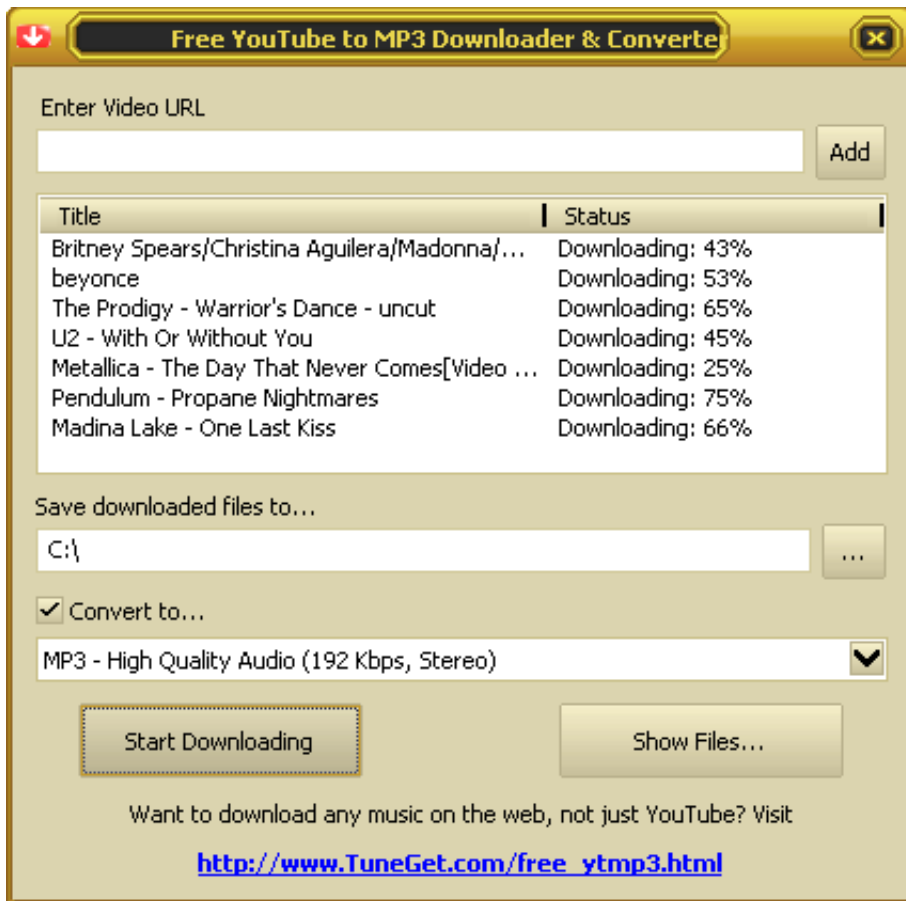 Free YouTube to MP3 Downloader & Converter
Enter Video URL
Add
Title Status
Britney Spears/Christina Aguilera/Madonna/... Downloading: 43%
beyonce Downloading: 53%
The Prodigy - Warrior's Dance - uncut Downloading: 65%
U2 - With Or Without You Downloading: 45%
Metallica - The Day That Never Comes[Video ... Downloading: 25%
Pendulum - Propane Nightmares Downloading: 75%
Madina Lake - One Last Kiss Downloading: 66%
Save downloaded files to...
C:\ ...
Convert to...
MP3 - High Quality Audio (192 Kbps, Stereo)
Start Downloading Show Files...
Want to download any music on the web, not just YouTube? Visit
http://www.TuneGet.com/free_ytmp3.html